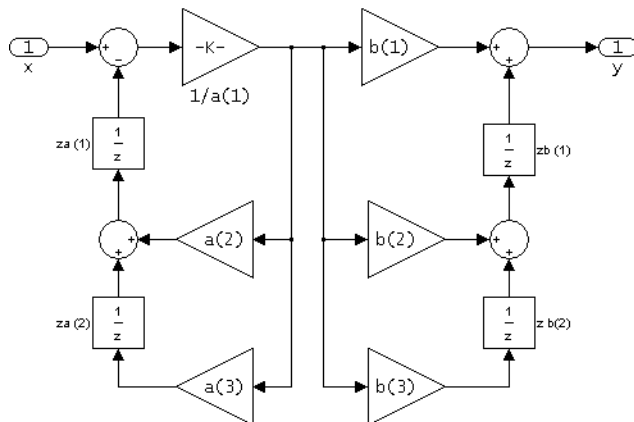 1
x
+
−
-K-
1/a(1)
b(1)
+
+
1
y
za(1)
1
z
1
z
zb(1)
+
+
a(2)
b(2)
+
+
za(2)
1
z
1
z
zb(2)
a(3)
b(3)